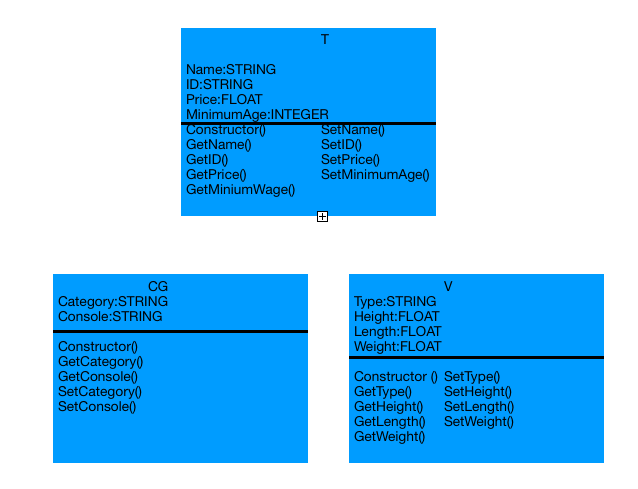 T
Name:STRING
ID:STRING
Price:FLOAT
MinimumAge:INTEGER
Constructor() SetName()
GetName() SetID()
GetID() SetPrice()
GetPrice() SetMinimumAge()
GetMiniumWage()
CG
Category:STRING
Console:STRING
Constructor()
GetCategory()
GetConsole()
SetCategory()
SetConsole()
V
Type:STRING
Height:FLOAT
Length:FLOAT
Weight:FLOAT
Constructor () SetType()
GetType() SetHeight()
GetHeight() SetLength()
GetLength() SetWeight()
GetWeight()